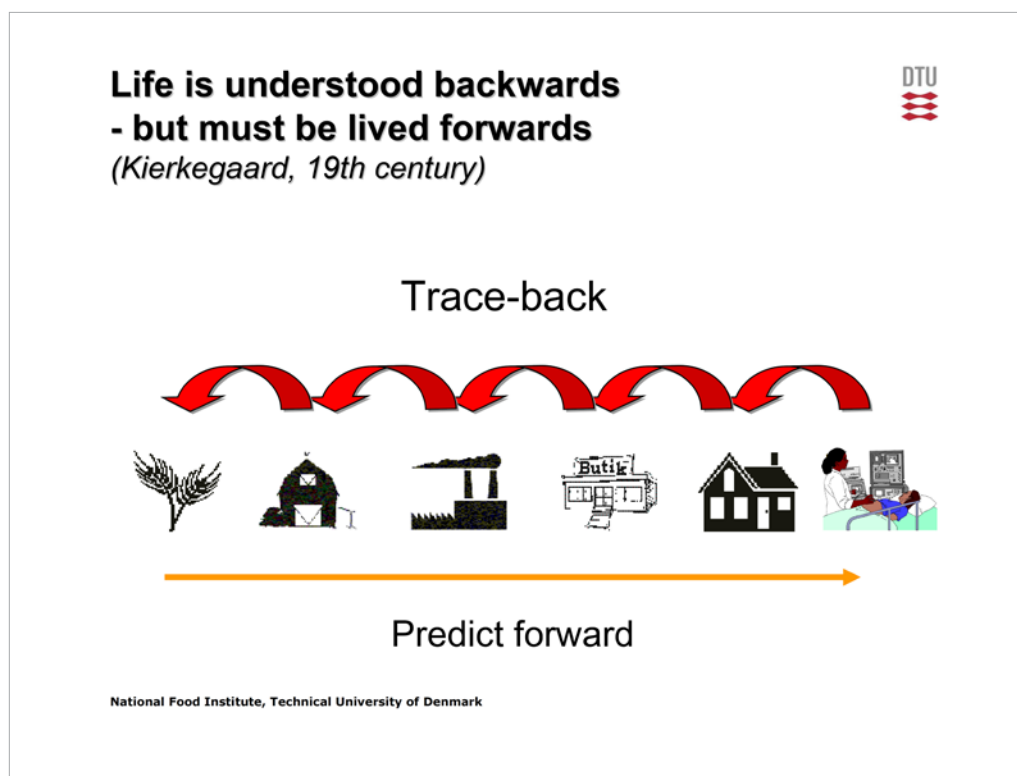 Life is understood backwards
- but must be lived forwards
(Kierkegaard, 19th century)
DTU
Trace-back
Butik
Predict forward
National Food Institute, Technical University of Denmark